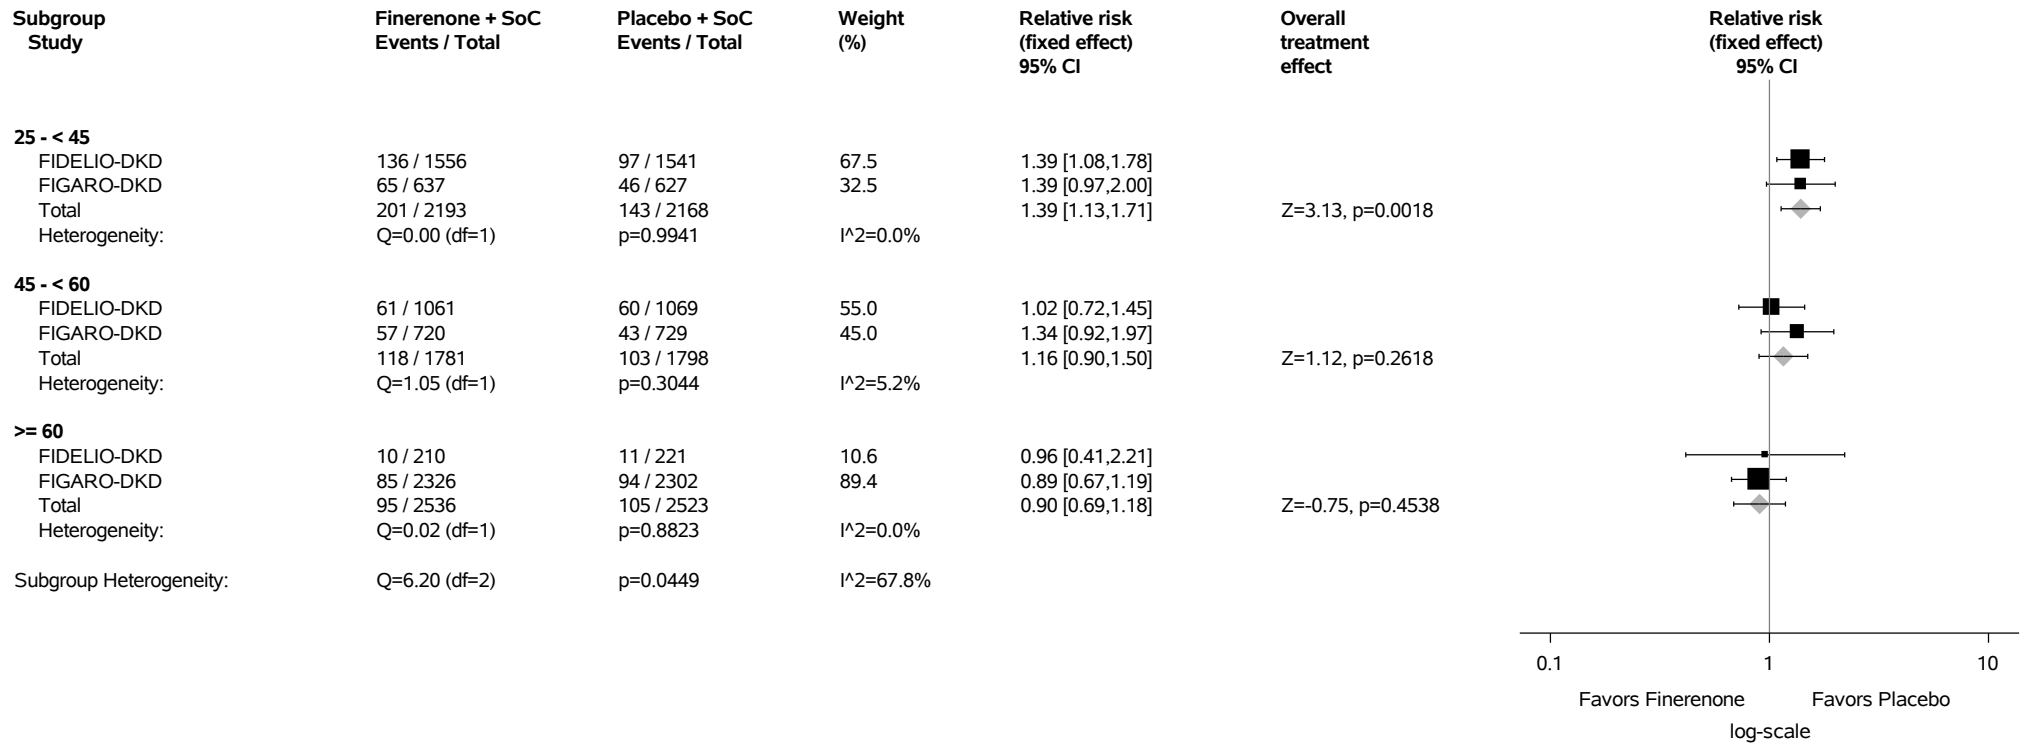 Subgroup Finerenone + SoC Placebo + SoC Weight Relative risk Overall Relative risk
Study Events / Total Events / Total (%) (fixed effect) treatment (fixed effect)
95% CI effect 95% CI
25 - < 45
FIDELIO-DKD 136 / 1556 97 / 1541 67.5 1.39 [1.08,1.78]
FIGARO-DKD 65 / 637 46 / 627 32.5 1.39 [0.97,2.00]
Total 201 / 2193 143 / 2168 1.39 [1.13,1.71] Z=3.13, p=0.0018
Heterogeneity: Q=0.00 (df=1) p=0.9941 I^2=0.0%
45 - < 60
FIDELIO-DKD 61 / 1061 60 / 1069 55.0 1.02 [0.72,1.45]
FIGARO-DKD 57 / 720 43 / 729 45.0 1.34 [0.92,1.97]
Total 118 / 1781 103 / 1798 1.16 [0.90,1.50] Z=1.12, p=0.2618
Heterogeneity: Q=1.05 (df=1) p=0.3044 I^2=5.2%
>= 60
FIDELIO-DKD 10 / 210 11 / 221 10.6 0.96 [0.41,2.21]
FIGARO-DKD 85 / 2326 94 / 2302 89.4 0.89 [0.67,1.19]
Total 95 / 2536 105 / 2523 0.90 [0.69,1.18] Z=-0.75, p=0.4538
Heterogeneity: Q=0.02 (df=1) p=0.8823 I^2=0.0%
Subgroup Heterogeneity: Q=6.20 (df=2) p=0.0449 I^2=67.8%
0.1 1 10
Favors Finerenone Favors Placebo
log-scale